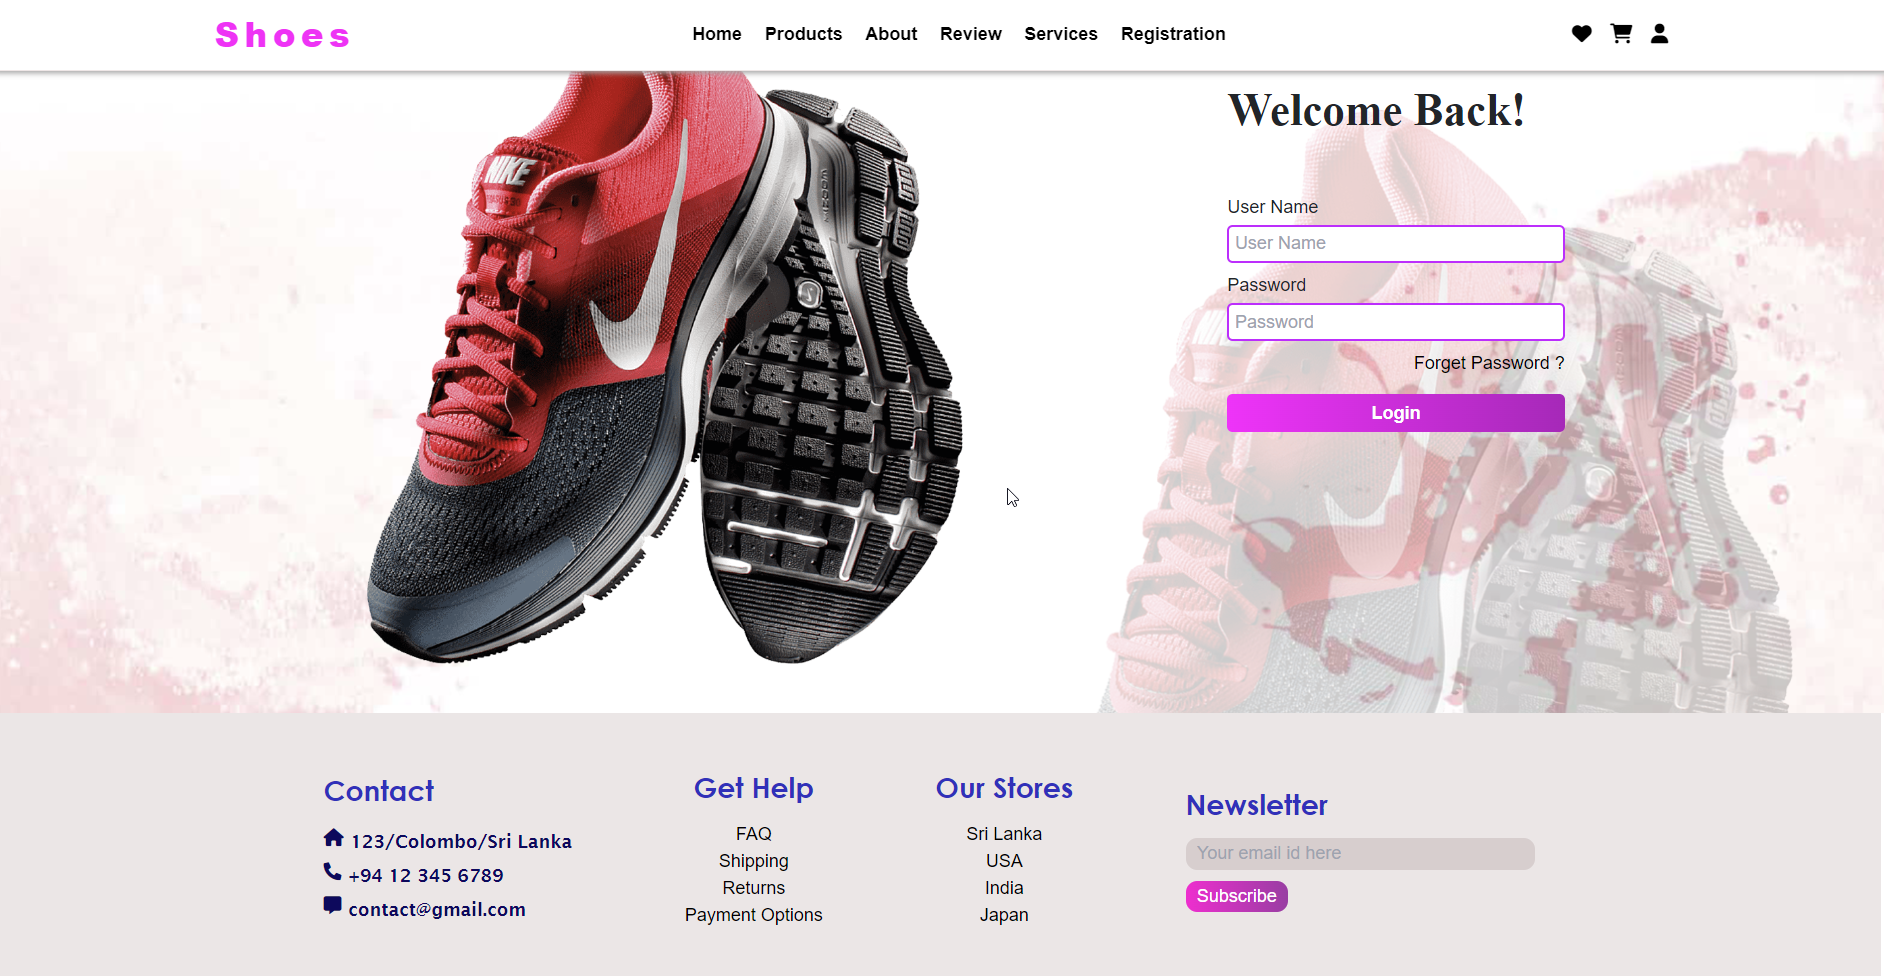 Shoes
Home Products About Review Services Registration
NIKE
Welcome Back!
User Name
User Name
Password
Password
Forget Password ?
Login
Contact
123/Colombo/Sri Lanka
+94 12 345 6789
contact@gmail.com
Get Help
FAQ
Shipping
Returns
Payment Options
Our Stores
Sri Lanka
USA
India
Japan
Newsletter
Your email id here
Subscribe